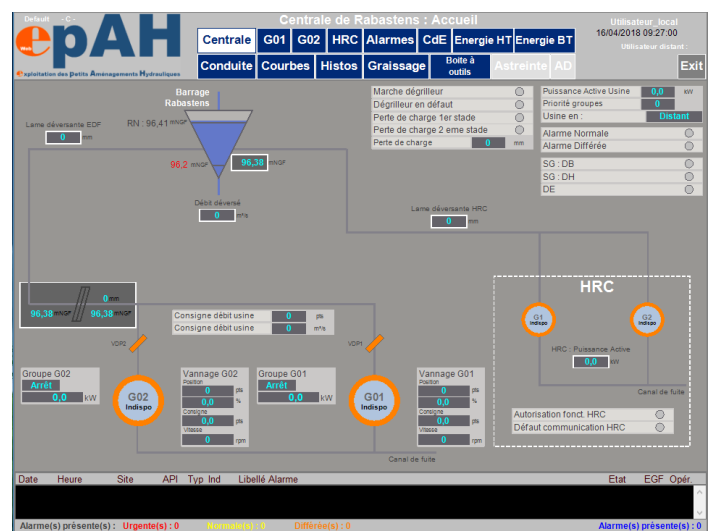 Default - C -
epAH
Exploitation des Petits Aménagements Hydrauliques
Centrale de Rabastens : Accueil
Utilisateur_local
16/04/2018 09:27:00
Utilisateur distant :
Centrale G01 G02 HRC Alarmes CdE Energie HT Energie BT
Conduite Courbes Histos Graissage Boite à outils Astreinte AD Exit
Barrage Rabastens
Lame déversante EDF
0 mm
RN : 96,41 mNGF
96,2 mNGF
96,38 mNGF
Débit déversé
0 m³/s
Marche dégrilleur
Dégrilleur en défaut
Perte de charge 1er stade
Perte de charge 2 eme stade
Perte de charge 0 mm
Puissance Active Usine 0,0 kW
Priorité groupes 0
Usine en : Distant
Alarme Normale
Alarme Différée
SG : DB
SG : DH
DE
Lame déversante HRC
0 mm
0 mm
96,38 mNGF 96,38 mNGF
Consigne débit usine 0 pts
Consigne débit usine 0 m³/s
HRC
G1 Indispo
G2 Indispo
HRC : Puissance Active
0,0 kW
Canal de fuite
Autorisation fonct. HRC
Défaut communication HRC
VDP2
VDP1
Groupe G02
Arrêt
0,0 kW
G02
Indispo
Vannage G02
Position
0 pts
0,0 %
Consigne
0,0 pts
Vitesse
0 rpm
Groupe G01
Arrêt
0,0 kW
G01
Indispo
Vannage G01
Position
0 pts
0,0 %
Consigne
0,0 pts
Vitesse
0 rpm
Canal de fuite
Date Heure Site API Typ Ind Libellé Alarme Etat EGF Opér.
Alarme(s) présente(s) : Urgente(s) : 0 Normale(s) : 0 Différée(s) : 0 Alarme(s) présente(s) : 0